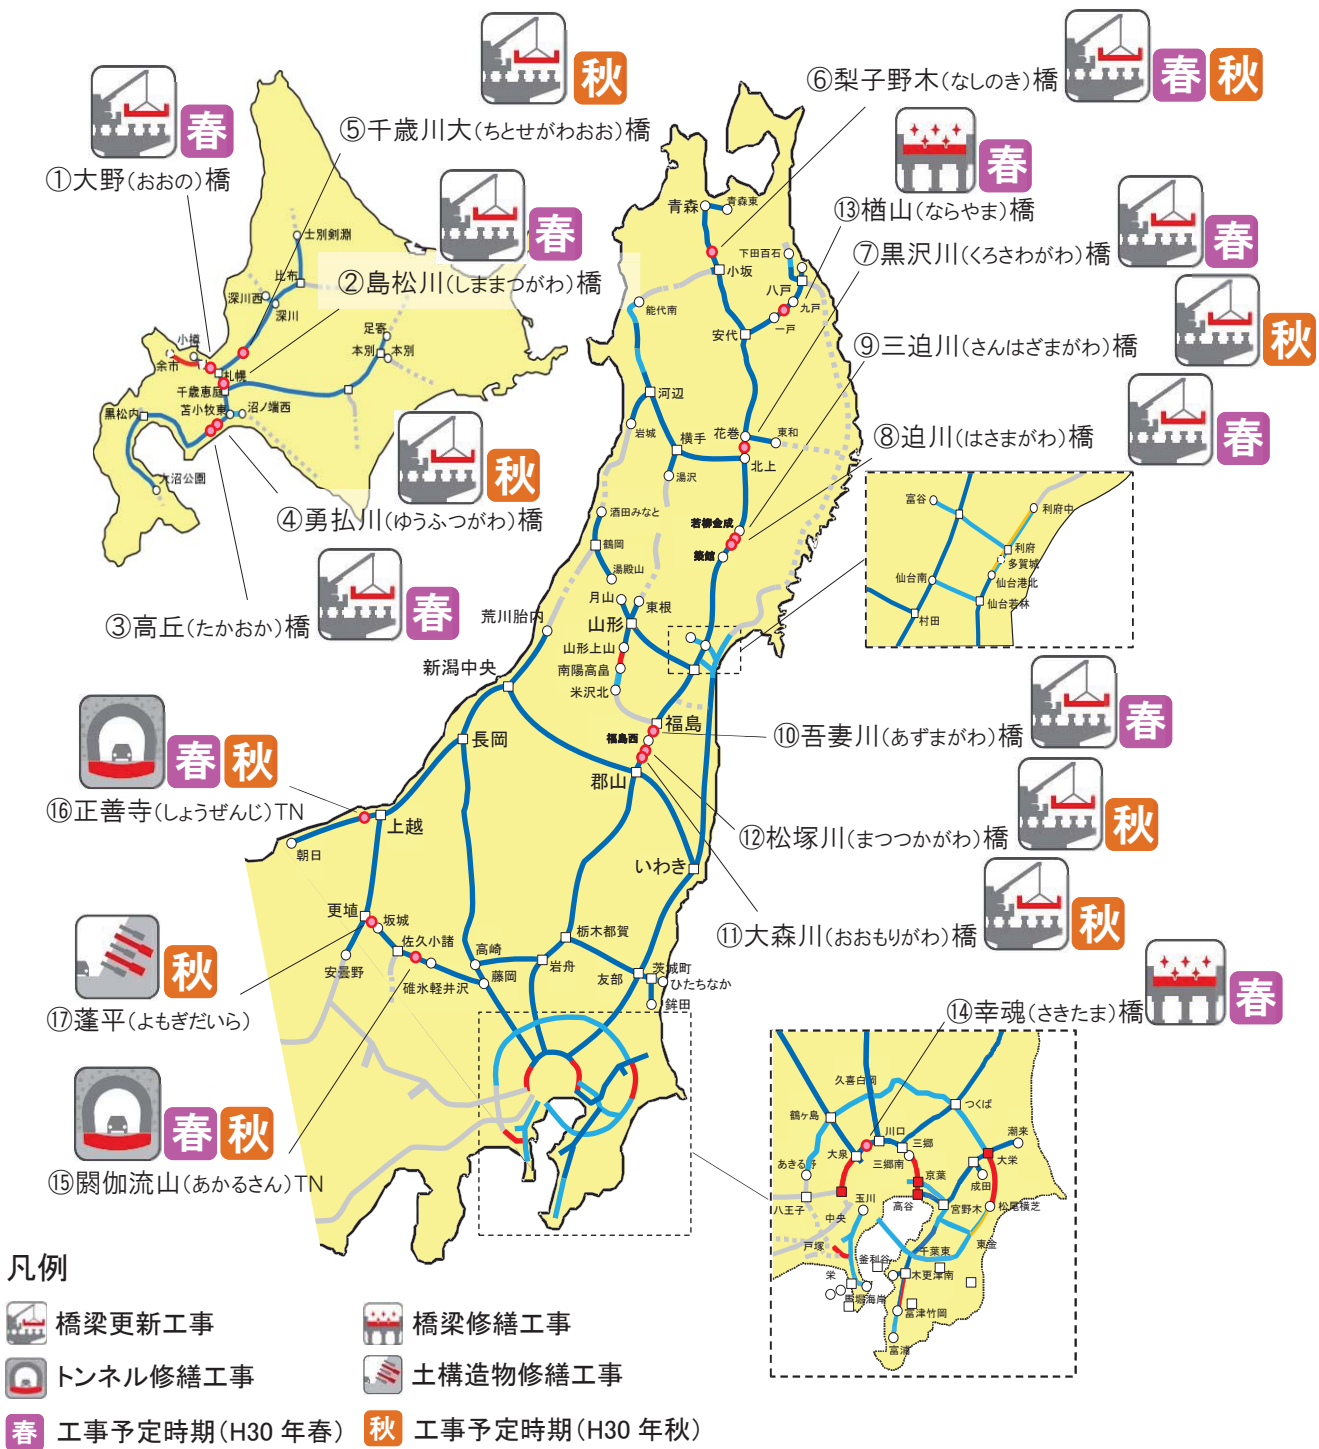 秋
⑥梨子野木(なしのき)橋
春
秋
春
⑤千歳川大(ちとせがわおお)橋
①大野(おおの)橋
春
⑬楢山(ならやま)橋
春
②島松川(しままつがわ)橋
⑦黒沢川(くろさわがわ)橋
春
⑨三迫川(さんはざまがわ)橋
秋
⑧迫川(はさまがわ)橋
春
④勇払川(ゆうふつがわ)橋
秋
③高丘(たかおか)橋
春
士別剣淵
比布
深川西
深川
足寄
本別
本別
小樽
余市
札幌
千歳恵庭
苫小牧東
沼ノ端西
黒松内
大沼公園
青森
青森東
小坂
下田百石
八戸
九戸
一戸
安代
能代南
河辺
岩城
横手
湯沢
花巻
東和
北上
若柳金成
築館
酒田みなと
鶴岡
湯殿山
月山
東根
山形
山形上山
南陽高畠
米沢北
荒川胎内
新潟中央
長岡
福島
福島西
郡山
いわき
上越
朝日
更埴
坂城
安曇野
佐久小諸
碓氷軽井沢
高崎
藤岡
岩舟
栃木都賀
友部
茨城町
ひたちなか
鉾田
富谷
利府中
利府
多賀城
仙台港北
仙台南
仙台若林
村田
⑩吾妻川(あずまがわ)橋
春
⑫松塚川(まつつかがわ)橋
秋
⑪大森川(おおもりがわ)橋
秋
⑭幸魂(さきたま)橋
春
春
秋
⑯正善寺(しょうぜんじ)TN
秋
⑰蓬平(よもぎだいら)
春
秋
⑮閼伽流山(あかるさん)TN
久喜白岡
つくば
鶴ヶ島
川口
三郷
三郷南
大泉
潮来
大栄
成田
あきる野
八王子
中央
玉川
京葉
高谷
宮野木
松尾横芝
東金
千葉東
戸塚
釜利谷
栄
馬堀海岸
木更津南
富津竹岡
富浦
凡例
橋梁更新工事
橋梁修繕工事
トンネル修繕工事
土構造物修繕工事
春 工事予定時期(H30 年春)
秋 工事予定時期(H30 年秋)